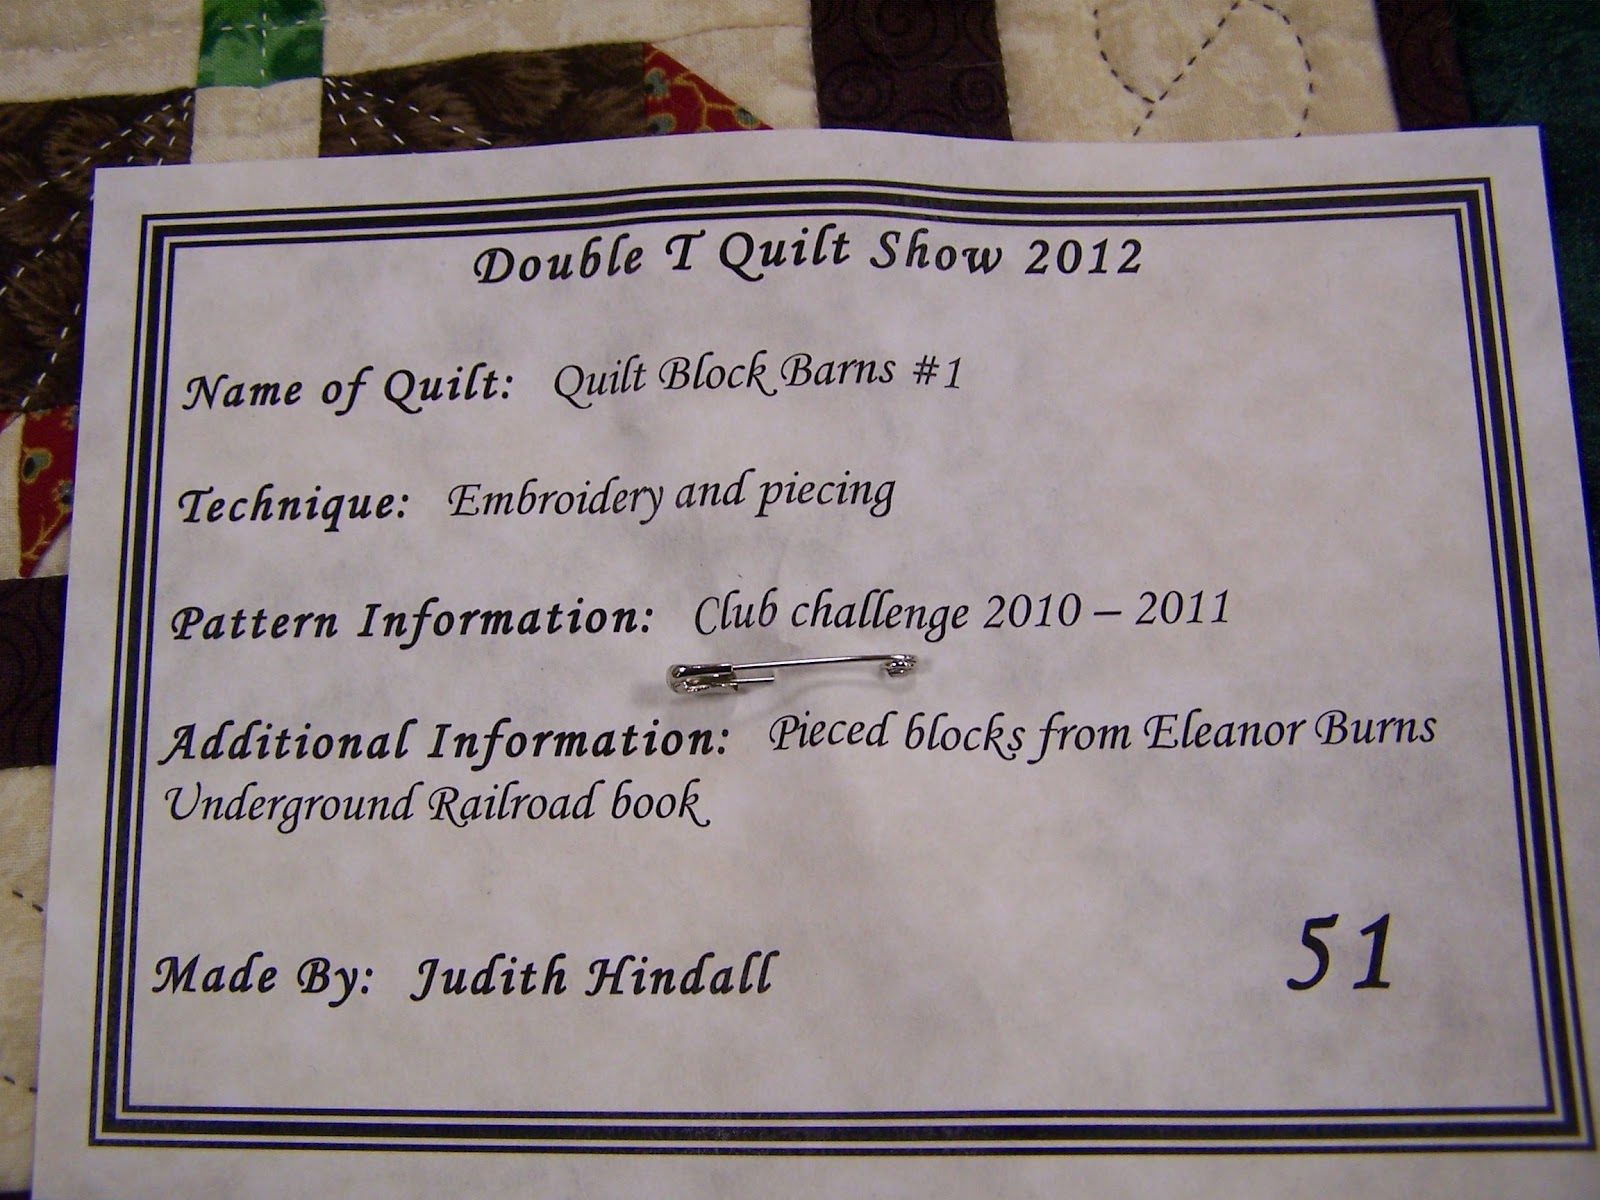 Double T Quilt Show 2012
Name of Quilt: Quilt Block Barns #1
Technique: Embroidery and piecing
Pattern Information: Club challenge 2010 – 2011
Additional Information: Pieced blocks from Eleanor Burns
Underground Railroad book
Made By: Judith Hindall
51